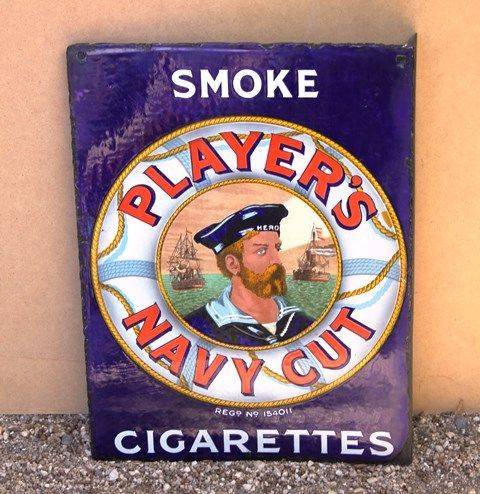 SMOKE
PLAYER'S
HERO
NAVY CUT
REGD NO 154011
CIGARETTES